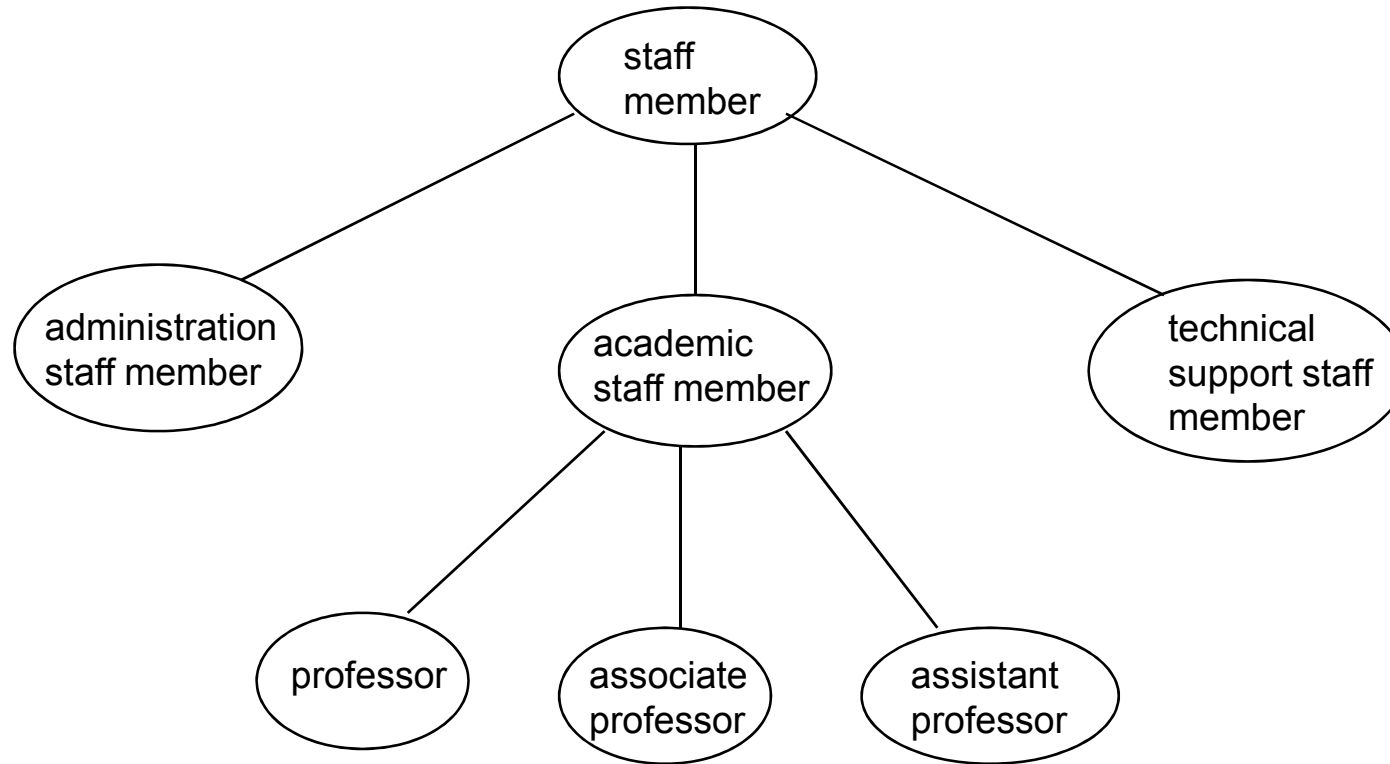 staff
member
administration
staff member
academic
staff member
technical
support staff
member
professor
associate
professor
assistant
professor